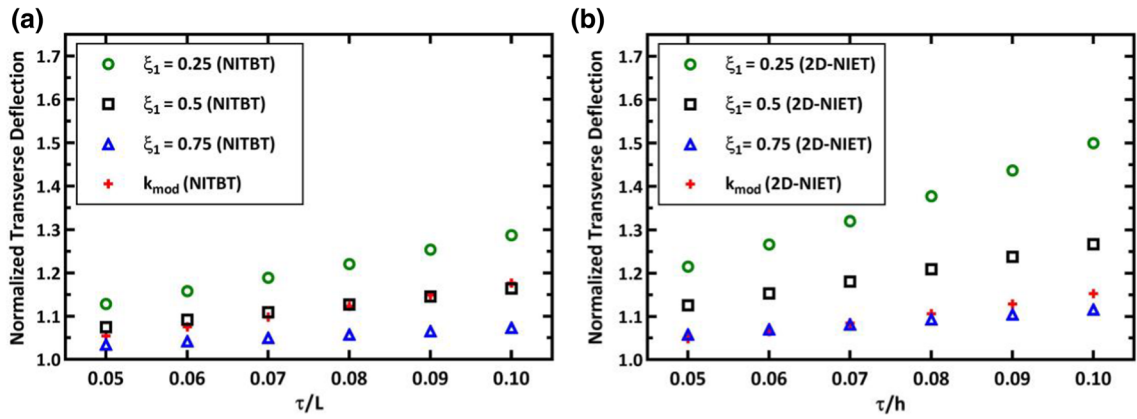 (a)
Normalized Transverse Deflection
1.7
1.6
1.5
1.4
1.3
1.2
1.1
1.0
ξ₁ = 0.25 (NITBT)
ξ₁ = 0.5 (NITBT)
ξ₁ = 0.75 (NITBT)
kmod (NITBT)
0.05 0.06 0.07 0.08 0.09 0.10
τ/L
(b)
Normalized Transverse Deflection
1.7
1.6
1.5
1.4
1.3
1.2
1.1
1.0
ξ₁ = 0.25 (2D-NIET)
ξ₁ = 0.5 (2D-NIET)
ξ₁= 0.75 (2D-NIET)
kmod (2D-NIET)
0.05 0.06 0.07 0.08 0.09 0.10
τ/h